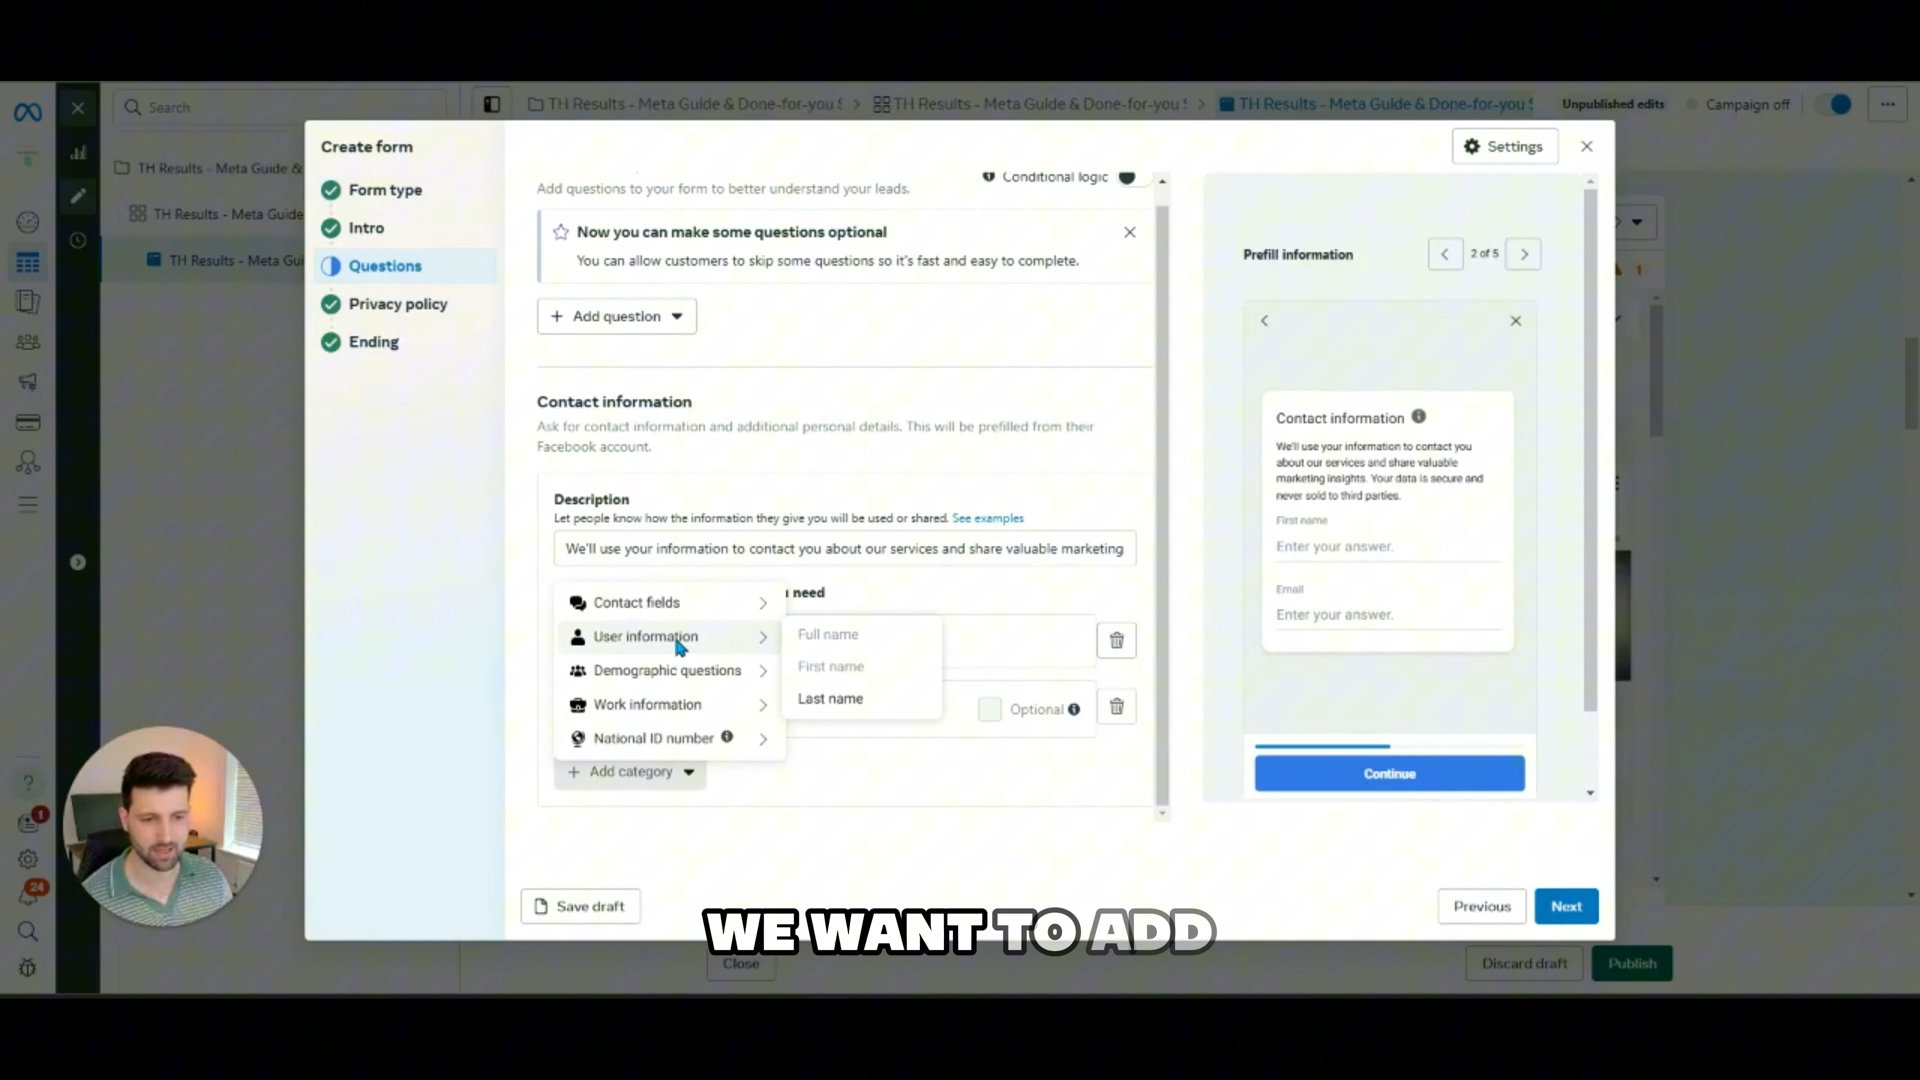 Search
TH Results - Meta Guide & Done-for-you
TH Results - Meta Guide & Done-for-you
TH Results - Meta Guide & Done-for-you
Unpublished edits
Campaign off
TH Results - Meta Guide &
TH Results - Meta Guide
TH Results - Meta Gui
Create form
Form type
Intro
Questions
Privacy policy
Ending
Settings
Conditional logic
Add questions to your form to better understand your leads.
Now you can make some questions optional
You can allow customers to skip some questions so it's fast and easy to complete.
Add question
Contact information
Ask for contact information and additional personal details. This will be prefilled from their
Facebook account.
Description
Let people know how the information they give you will be used or shared. See examples
We'll use your information to contact you about our services and share valuable marketing
need
Contact fields
User information
Demographic questions
Work information
National ID number
Full name
First name
Last name
Optional
Add category
Prefill information
2 of 5
Contact information
We'll use your information to contact you
about our services and share valuable
marketing insights. Your data is secure and
never sold to third parties.
First name
Enter your answer.
Email
Enter your answer.
Continue
1
1
24
Save draft
Previous
Next
WE WANT TO ADD
Close
Discard draft
Publish